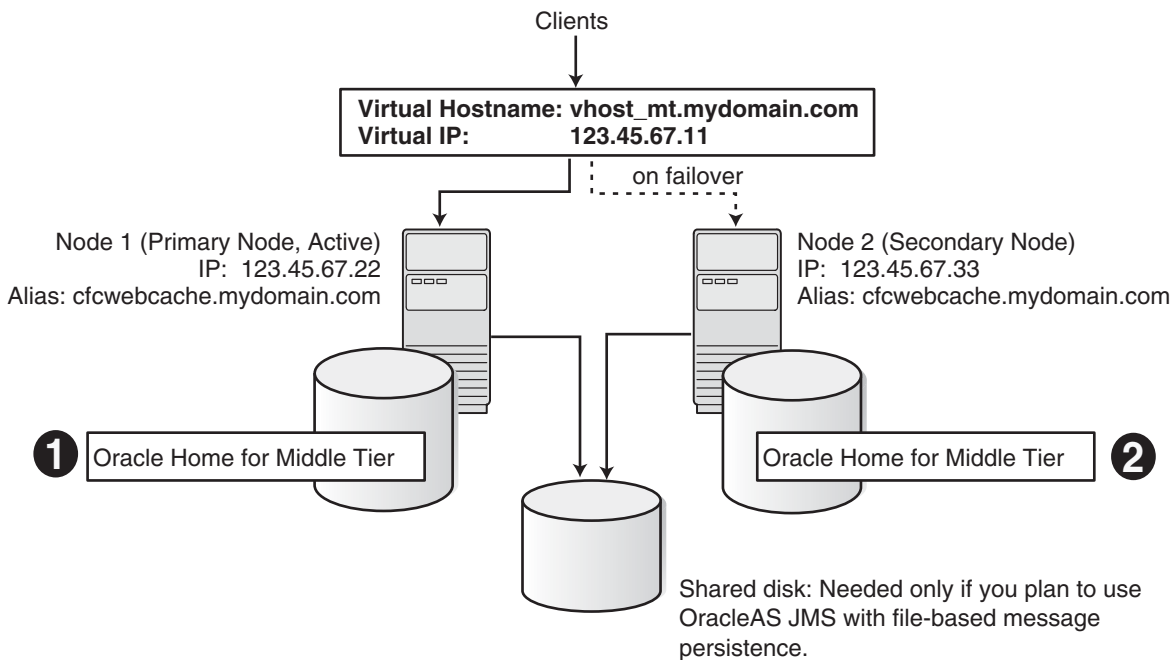 Clients
Virtual Hostname: vhost_mt.mydomain.com
Virtual IP: 123.45.67.11
on failover
Node 1 (Primary Node, Active)
IP: 123.45.67.22
Alias: cfcwebcache.mydomain.com
Node 2 (Secondary Node)
IP: 123.45.67.33
Alias: cfcwebcache.mydomain.com
1
Oracle Home for Middle Tier
Oracle Home for Middle Tier
2
Shared disk: Needed only if you plan to use
OracleAS JMS with file-based message
persistence.